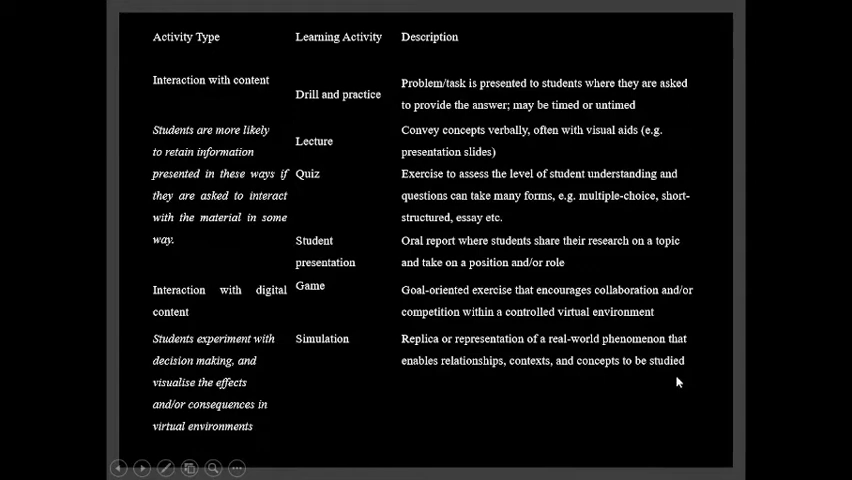 Activity Type Learning Activity Description
Interaction with content
Drill and practice
Problem/task is presented to students where they are asked
to provide the answer; may be timed or untimed
Students are more likely
to retain information
presented in these ways if
they are asked to interact
with the material in some
way.
Lecture
Convey concepts verbally, often with visual aids (e.g.
presentation slides)
Quiz
Exercise to assess the level of student understanding and
questions can take many forms, e.g. multiple-choice, short-
structured, essay etc.
Student
presentation
Oral report where students share their research on a topic
and take on a position and/or role
Interaction with digital
content
Game
Goal-oriented exercise that encourages collaboration and/or
competition within a controlled virtual environment
Students experiment with
decision making, and
visualise the effects
and/or consequences in
virtual environments
Simulation
Replica or representation of a real-world phenomenon that
enables relationships, contexts, and concepts to be studied